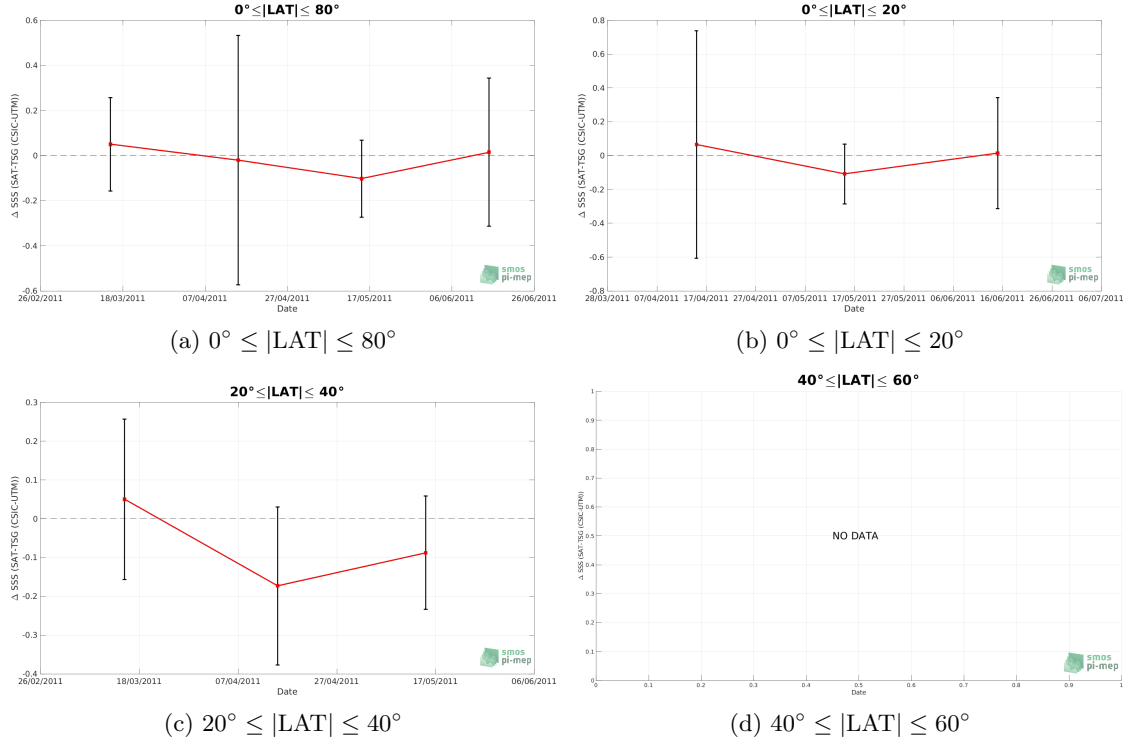 0°≤|LAT|≤ 80°
0.6
0.4
0.2
0
-0.2
-0.4
-0.6
Δ SSS (SAT-TSG (CSIC-UTM))
26/02/2011 18/03/2011 07/04/2011 27/04/2011 17/05/2011 06/06/2011 26/06/2011
Date
smos
pi-mep
(a) 0° ≤ |LAT| ≤ 80°
0°≤|LAT|≤ 20°
0.8
0.6
0.4
0.2
0
-0.2
-0.4
-0.6
-0.8
Δ SSS (SAT-TSG (CSIC-UTM))
28/03/2011 07/04/2011 17/04/2011 27/04/2011 07/05/2011 17/05/2011 27/05/2011 06/06/2011 16/06/2011 26/06/2011 06/07/2011
Date
smos
pi-mep
(b) 0° ≤ |LAT| ≤ 20°
20°≤|LAT|≤ 40°
0.3
0.2
0.1
0
-0.1
-0.2
-0.3
-0.4
Δ SSS (SAT-TSG (CSIC-UTM))
26/02/2011 18/03/2011 07/04/2011 27/04/2011 17/05/2011 06/06/2011
Date
smos
pi-mep
(c) 20° ≤ |LAT| ≤ 40°
40°≤|LAT|≤ 60°
1
0.9
0.8
0.7
0.6
0.5
0.4
0.3
0.2
0.1
0
Δ SSS (SAT-TSG (CSIC-UTM))
NO DATA
0 0.1 0.2 0.3 0.4 0.5 0.6 0.7 0.8 0.9 1
Date
smos
pi-mep
(d) 40° ≤ |LAT| ≤ 60°